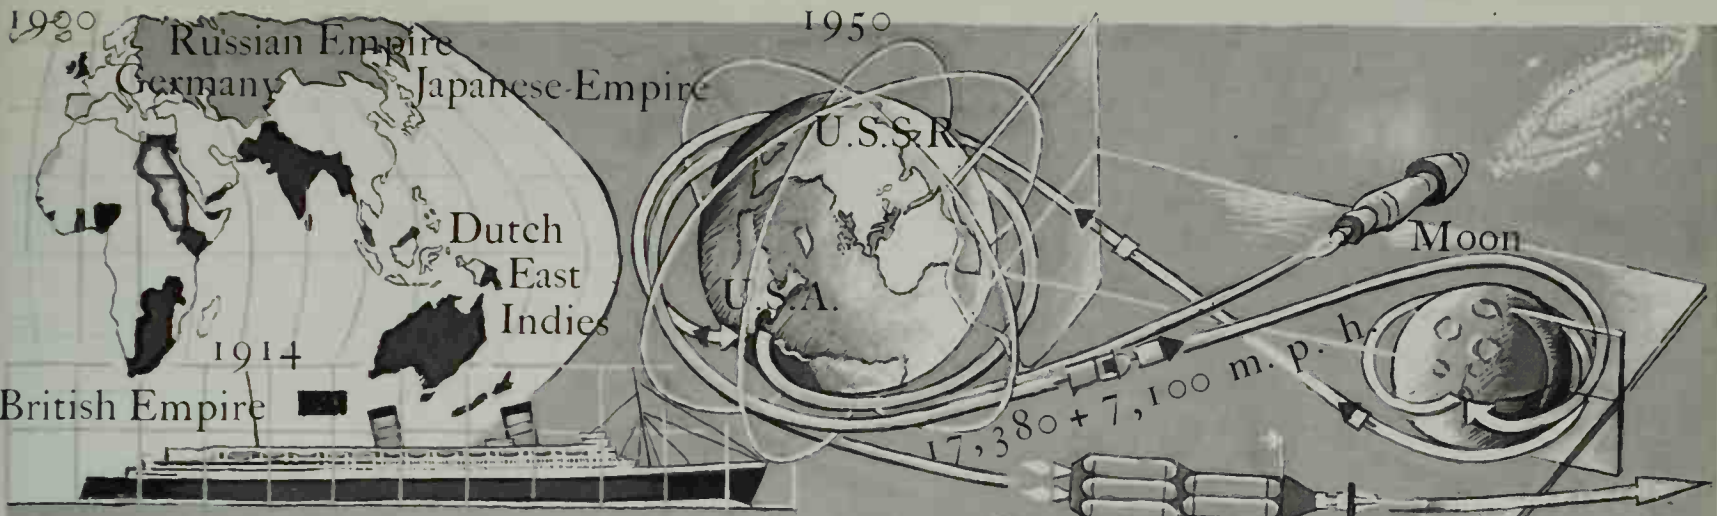 1900
Russian Empire
Germany
Japanese Empire
Dutch
East
Indies
1914
British Empire
1950
U.S.S.R.
U.S.A.
Moon
17,380 + 7,100 m. p. h.